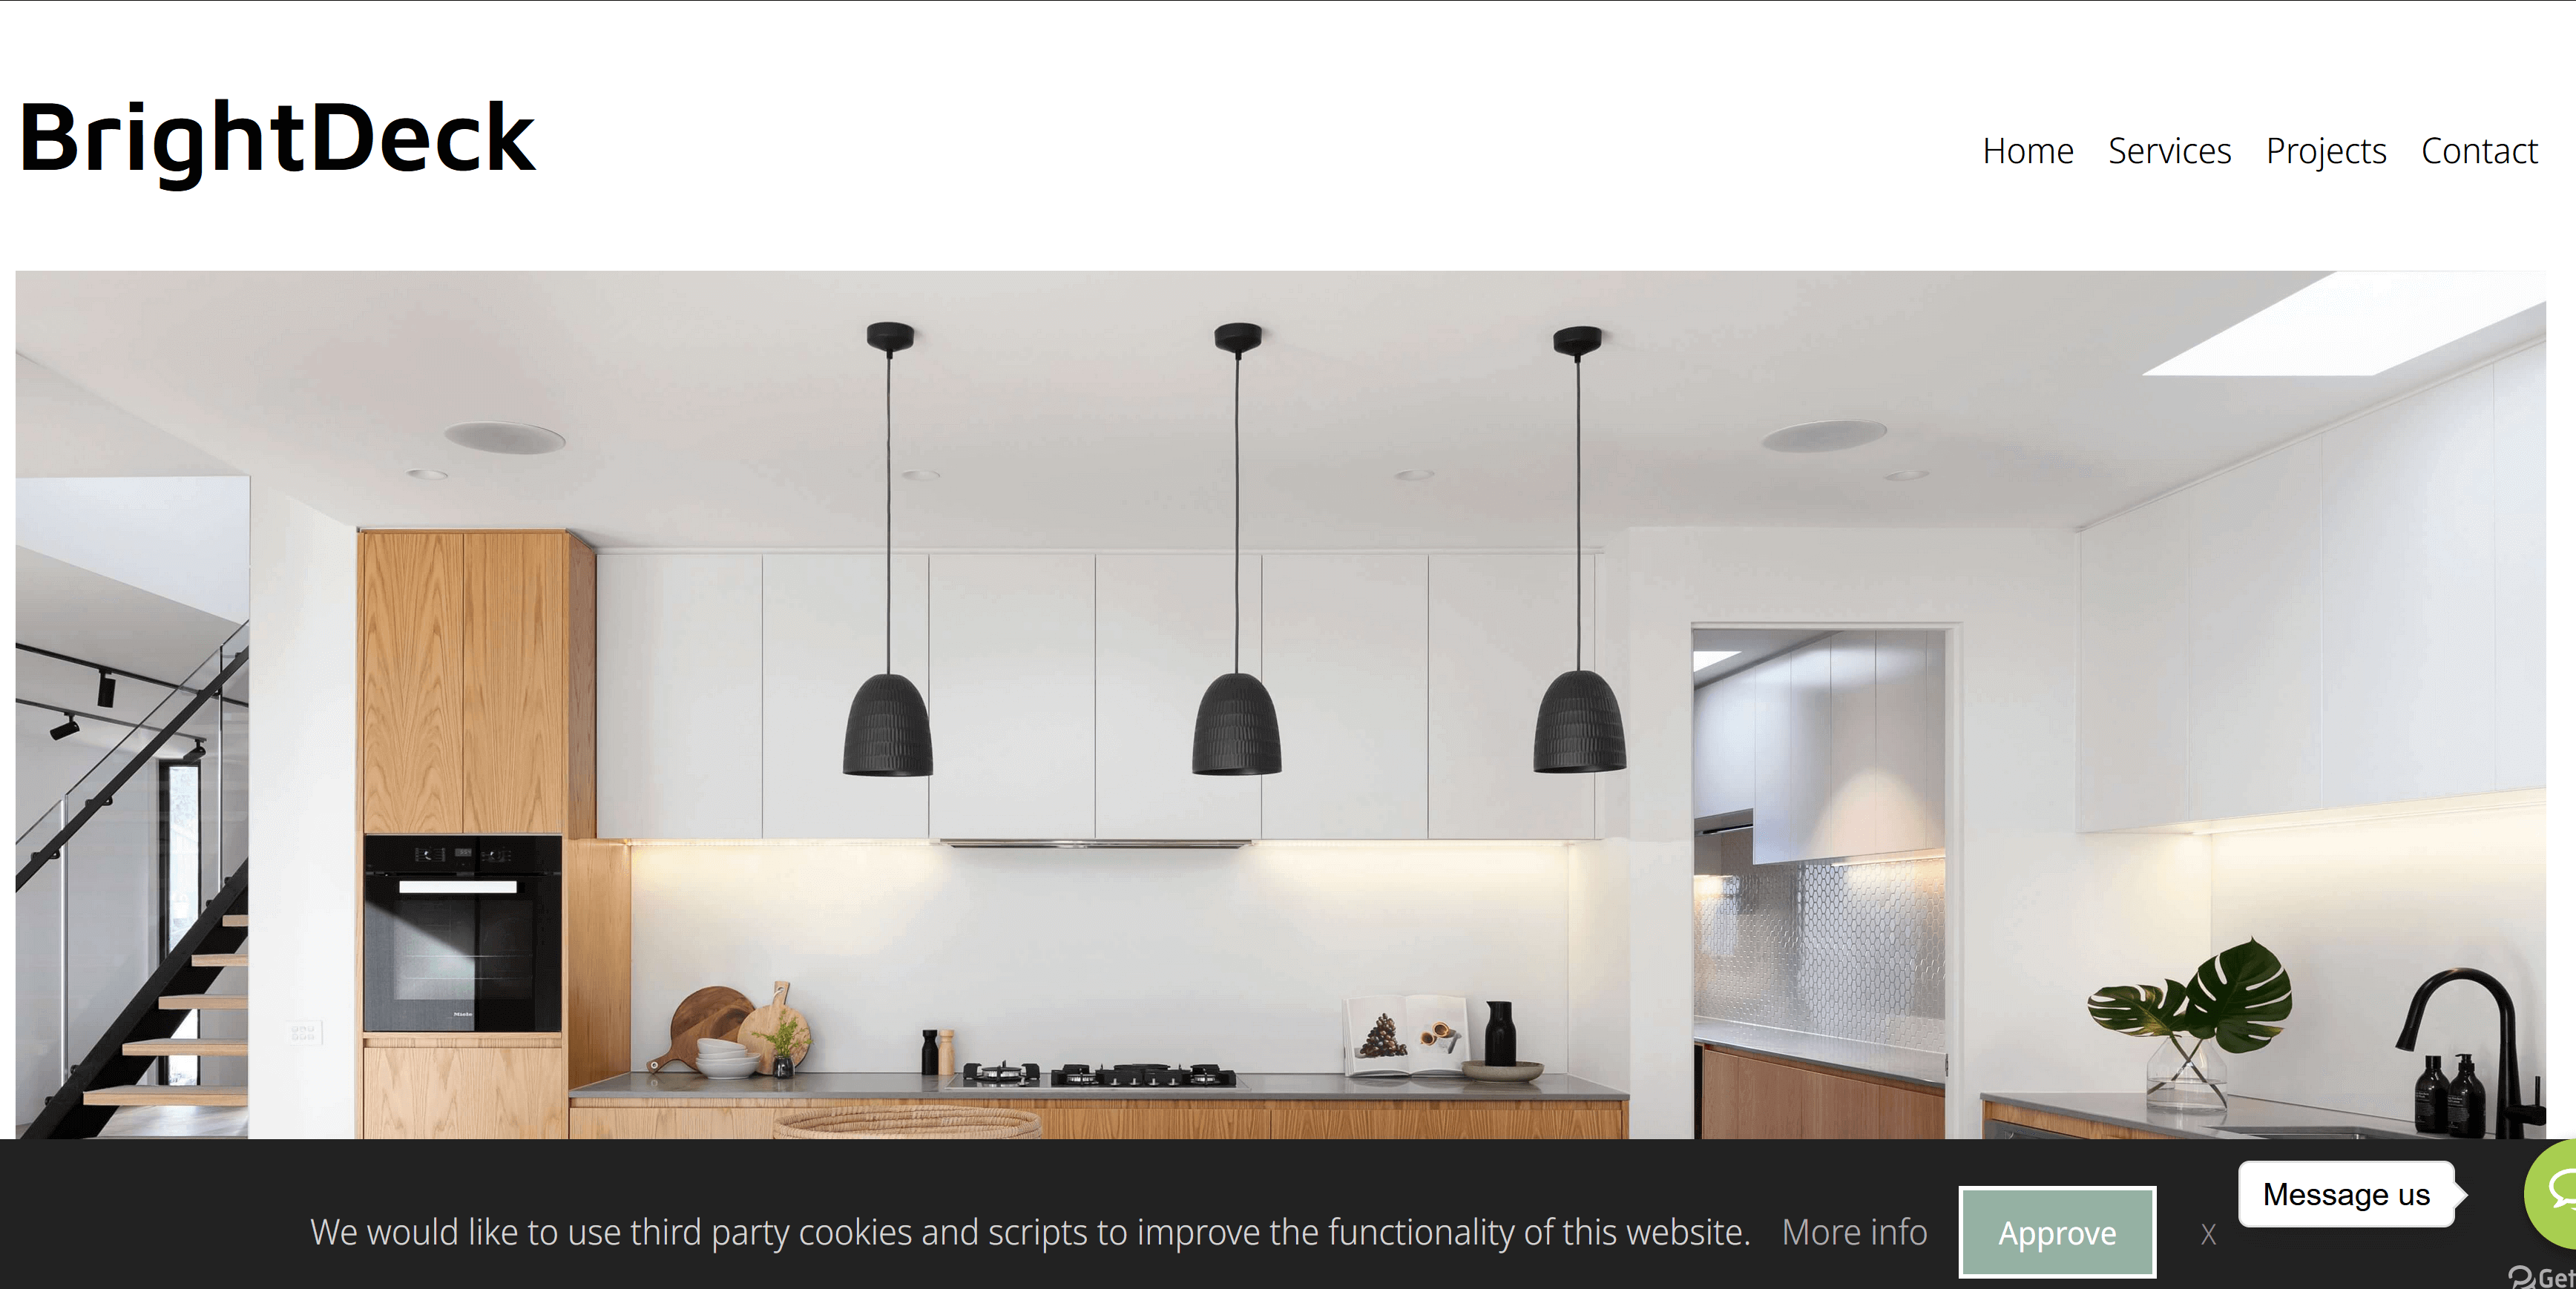 BrightDeck
Home Services Projects Contact
Miele
We would like to use third party cookies and scripts to improve the functionality of this website. More info Approve x
Message us
Get